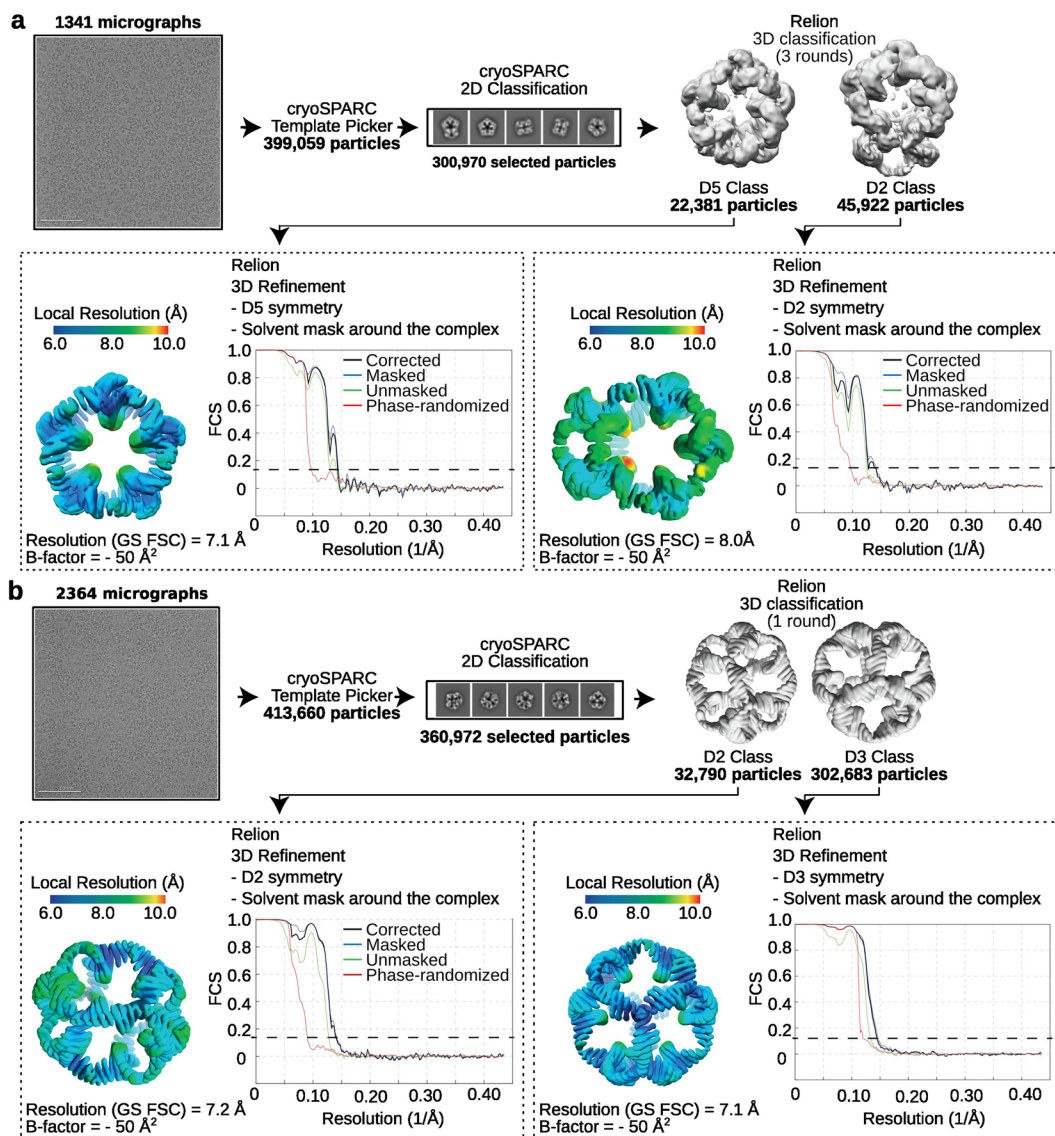 a
1341 micrographs
cryoSPARC
Template Picker
399,059 particles
cryoSPARC
2D Classification
300,970 selected particles
Relion
3D classification
(3 rounds)
D5 Class
22,381 particles
D2 Class
45,922 particles
Relion
3D Refinement
- D5 symmetry
- Solvent mask around the complex
Local Resolution (Å)
6.0 8.0 10.0
1.0
0.8
0.6
0.4
0.2
0
FCS
Corrected
Masked
Unmasked
Phase-randomized
0 0.10 0.20 0.30 0.40
Resolution (1/Å)
Resolution (GS FSC) = 7.1 Å
B-factor = - 50 Å²
Relion
3D Refinement
- D2 symmetry
- Solvent mask around the complex
Local Resolution (Å)
6.0 8.0 10.0
1.0
0.8
0.6
0.4
0.2
0
FCS
Corrected
Masked
Unmasked
Phase-randomized
0 0.10 0.20 0.30 0.40
Resolution (1/Å)
Resolution (GS FSC) = 8.0Å
B-factor = - 50 Å²
b
2364 micrographs
cryoSPARC
Template Picker
413,660 particles
cryoSPARC
2D Classification
360,972 selected particles
Relion
3D classification
(1 round)
D2 Class
32,790 particles
D3 Class
302,683 particles
Relion
3D Refinement
- D2 symmetry
- Solvent mask around the complex
Local Resolution (Å)
6.0 8.0 10.0
1.0
0.8
0.6
0.4
0.2
0
FCS
Corrected
Masked
Unmasked
Phase-randomized
0 0.10 0.20 0.30 0.40
Resolution (1/Å)
Resolution (GS FSC) = 7.2 Å
B-factor = - 50 Å²
Relion
3D Refinement
- D3 symmetry
- Solvent mask around the complex
Local Resolution (Å)
6.0 8.0 10.0
1.0
0.8
0.6
0.4
0.2
0
FCS
0 0.10 0.20 0.30 0.40
Resolution (1/Å)
Resolution (GS FSC) = 7.1 Å
B-factor = - 50 Å²